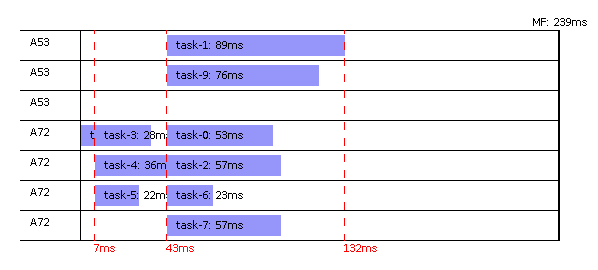 MF: 239ms
A53 task-1: 89ms
A53 task-9: 76ms
A53
A72 t task-3: 28ms task-0: 53ms
A72 task-4: 36ms task-2: 57ms
A72 task-5: 22ms task-6: 23ms
A72 task-7: 57ms
7ms 43ms 132ms